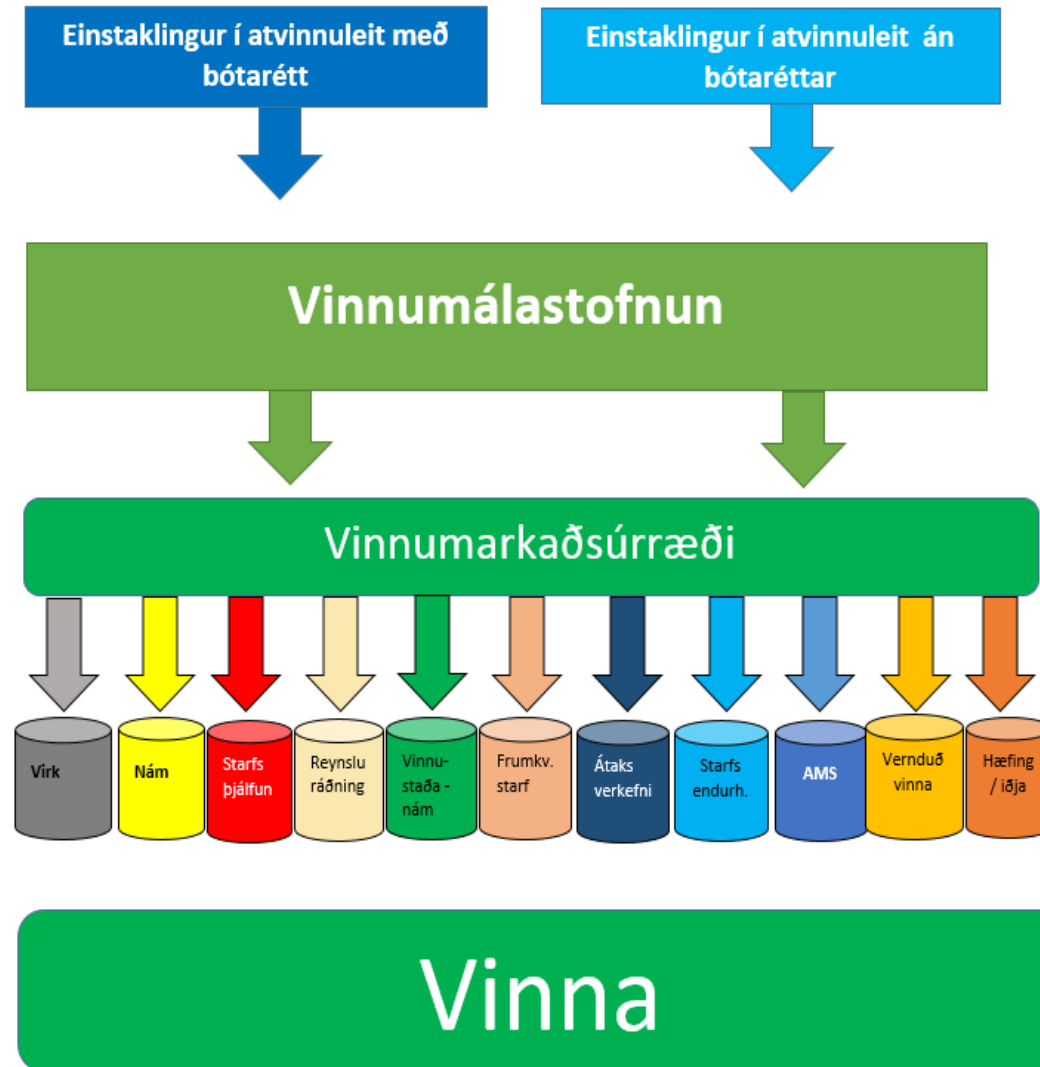 Einstaklingur í atvinnuleit með
bótarétt
Einstaklingur í atvinnuleit án
bótaréttar
Vinnumálastofnun
Vinnumarkaðsúrræði
Virk
Nám
Starfs
þjálfun
Reynslu
ráðning
Vinnu-
staða -
nám
Frumkv.
starf
Átaks
verkefni
Starfs
endurh.
AMS
Vernduð
vinna
Hæfing
/ iðja
Vinna